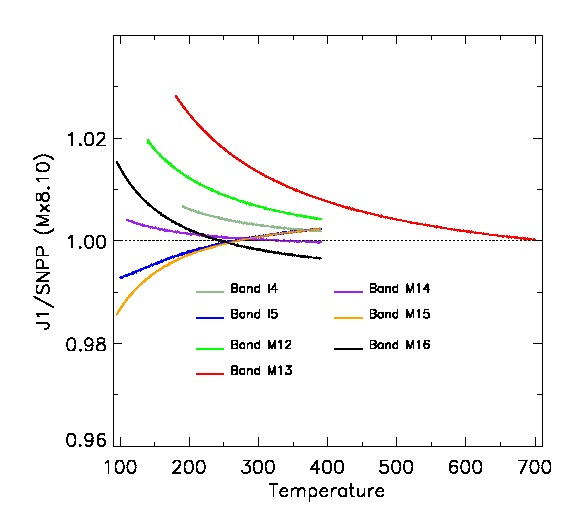 J1/SNPP (Mx8.10)
1.02
1.00
0.98
0.96
Band I4
Band I5
Band M12
Band M13
Band M14
Band M15
Band M16
100 200 300 400 500 600 700
Temperature